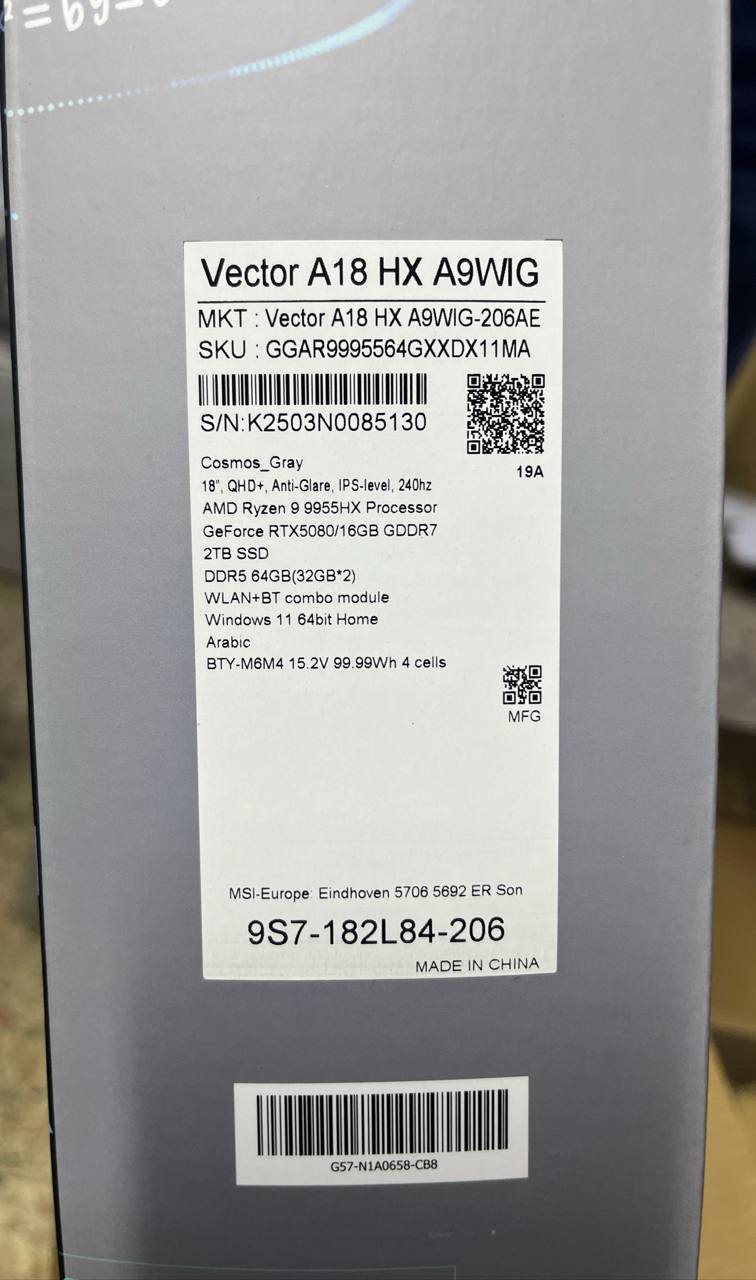 Vector A18 HX A9WIG
MKT : Vector A18 HX A9WIG-206AE
SKU : GGAR9995564GXXDX11MA
S/N:K2503N0085130
19A
Cosmos_Gray
18", QHD+, Anti-Glare, IPS-level, 240hz
AMD Ryzen 9 9955HX Processor
GeForce RTX5080/16GB GDDR7
2TB SSD
DDR5 64GB(32GB*2)
WLAN+BT combo module
Windows 11 64bit Home
Arabic
BTY-M6M4 15.2V 99.99Wh 4 cells
MFG
MSI-Europe: Eindhoven 5706 5692 ER Son
9S7-182L84-206
MADE IN CHINA
G57-N1A0658-CB8